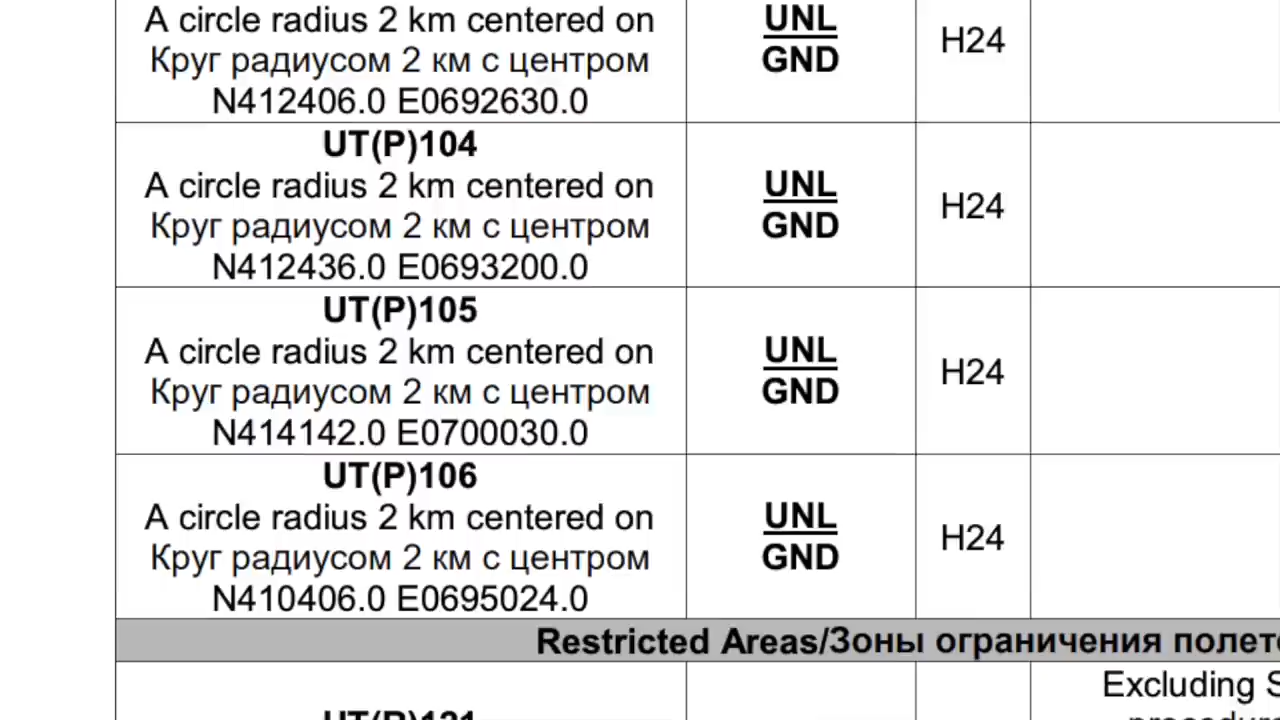 A circle radius 2 km centered on
Круг радиусом 2 км с центром
N412406.0 E0692630.0
UNL
GND
H24
UT(P)104
A circle radius 2 km centered on
Круг радиусом 2 км с центром
N412436.0 E0693200.0
UNL
GND
H24
UT(P)105
A circle radius 2 km centered on
Круг радиусом 2 км с центром
N414142.0 E0700030.0
UNL
GND
H24
UT(P)106
A circle radius 2 km centered on
Круг радиусом 2 км с центром
N410406.0 E0695024.0
UNL
GND
H24
Restricted Areas/Зоны ограничения
Excluding